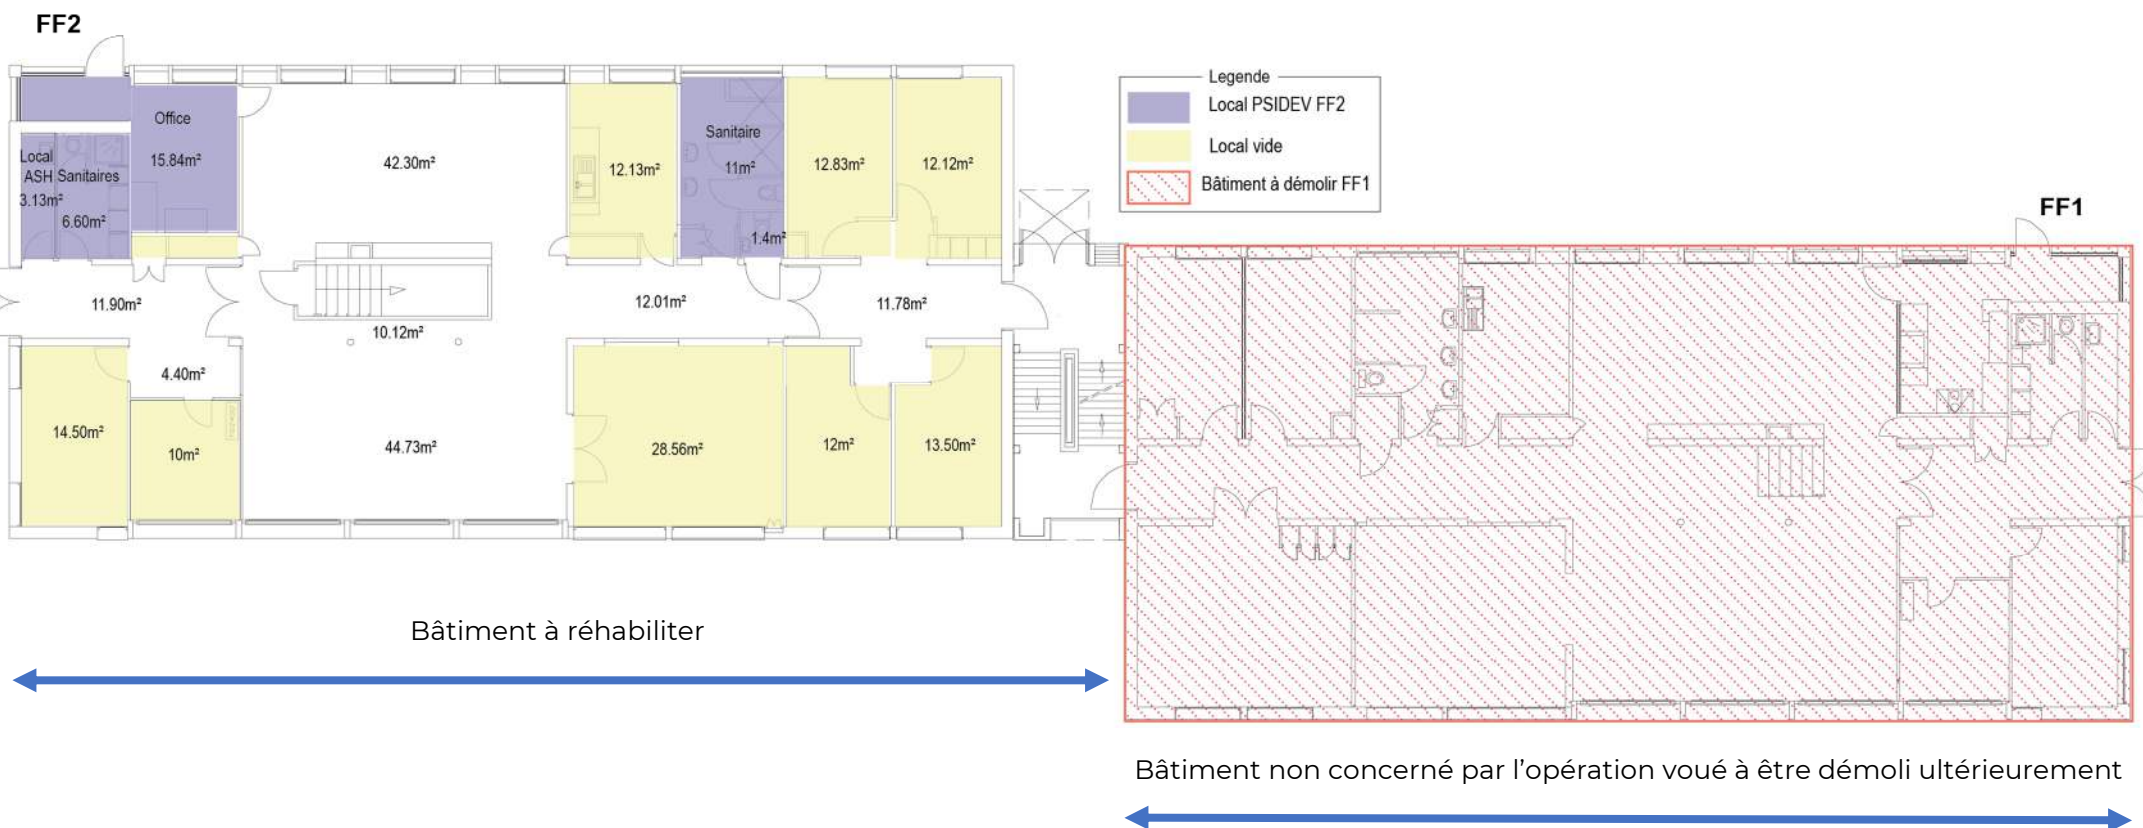 FF2
Legende
Local PSIDEV FF2
Local vide
Bâtiment à démolir FF1
FF1
Office
15.84m²
42.30m²
12.13m²
Sanitaire
11m²
1.4m²
12.83m²
12.12m²
Local
ASH
3.13m²
Sanitaires
6.60m²
11.90m²
10.12m²
12.01m²
11.78m²
4.40m²
14.50m²
10m²
44.73m²
28.56m²
12m²
13.50m²
Bâtiment à réhabiliter
Bâtiment non concerné par l’opération voué à être démoli ultérieurement